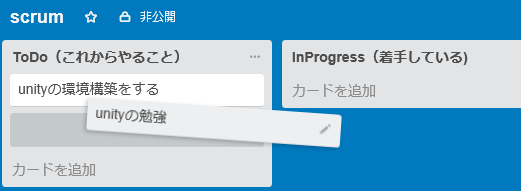 scrum 非公開
ToDo（これからやること）
unityの環境構築をする
unityの勉強
カードを追加
InProgress（着手している）
カードを追加